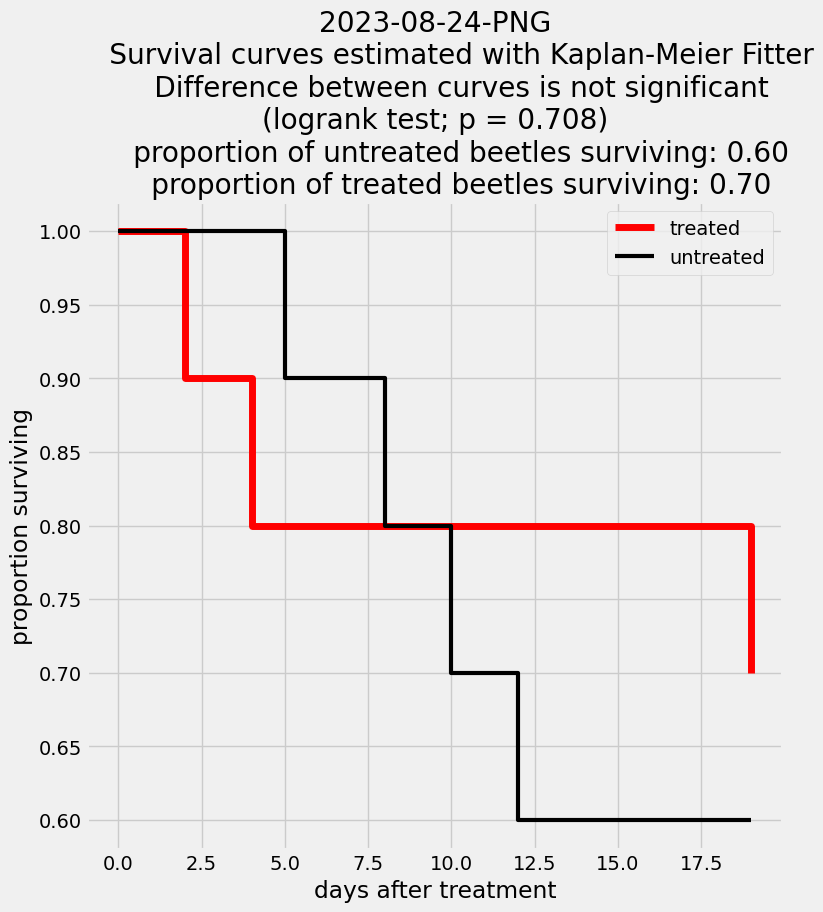 2023-08-24-PNG
Survival curves estimated with Kaplan-Meier Fitter
Difference between curves is not significant
(logrank test; p = 0.708)
proportion of untreated beetles surviving: 0.60
proportion of treated beetles surviving: 0.70
treated
untreated
1.00
0.95
0.90
0.85
0.80
0.75
0.70
0.65
0.60
proportion surviving
0.0 2.5 5.0 7.5 10.0 12.5 15.0 17.5
days after treatment